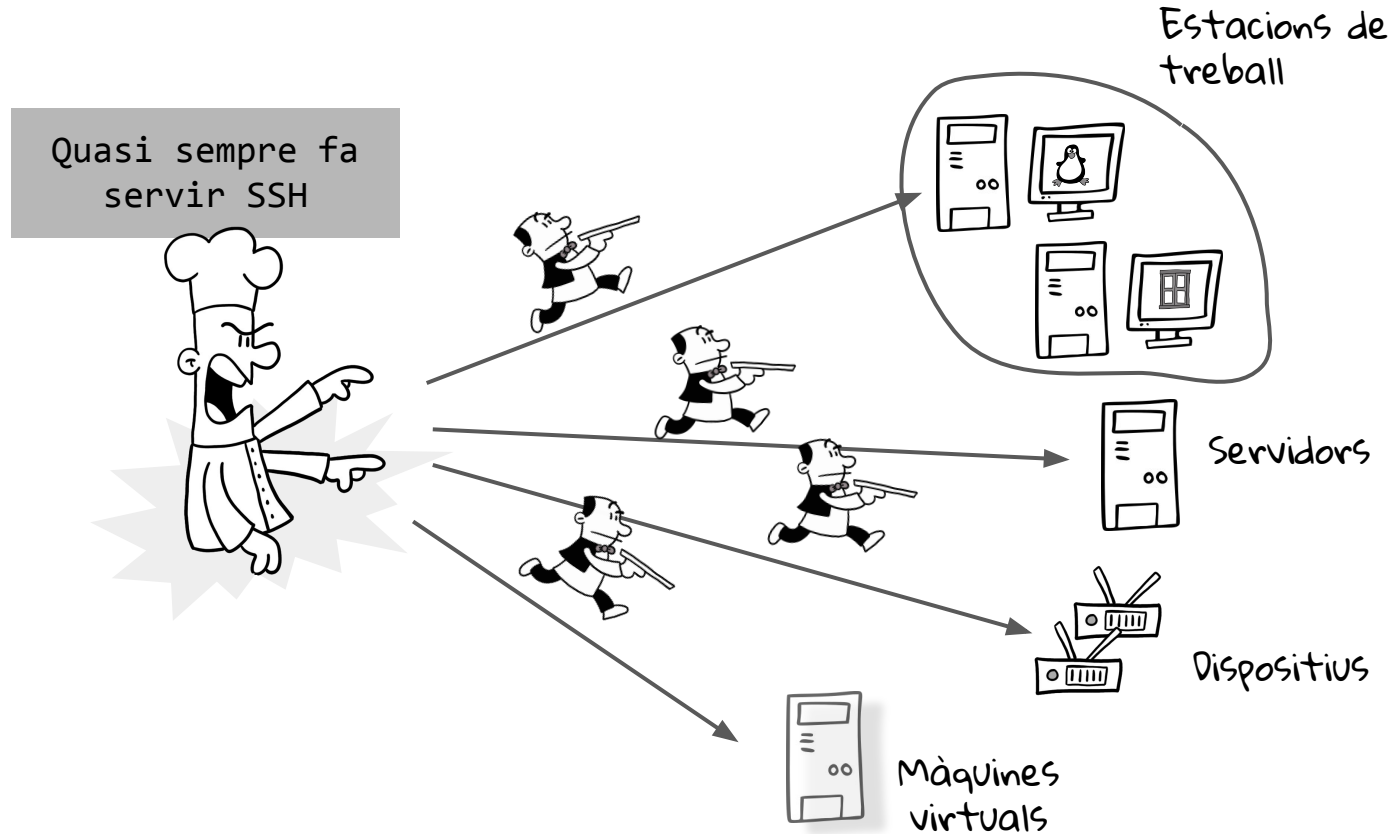 Estacions de
treball
Quasi sempre fa
servir SSH
Servidors
Dispositius
Màquines
virtuals